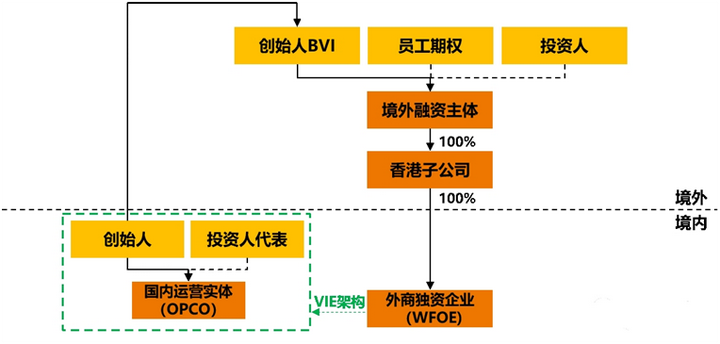 创始人BVI
员工期权
投资人
境外融资主体
100%
香港子公司
100%
境外
境内
创始人
投资人代表
国内运营实体
(OPCO)
VIE架构
外商独资企业
(WFOE)